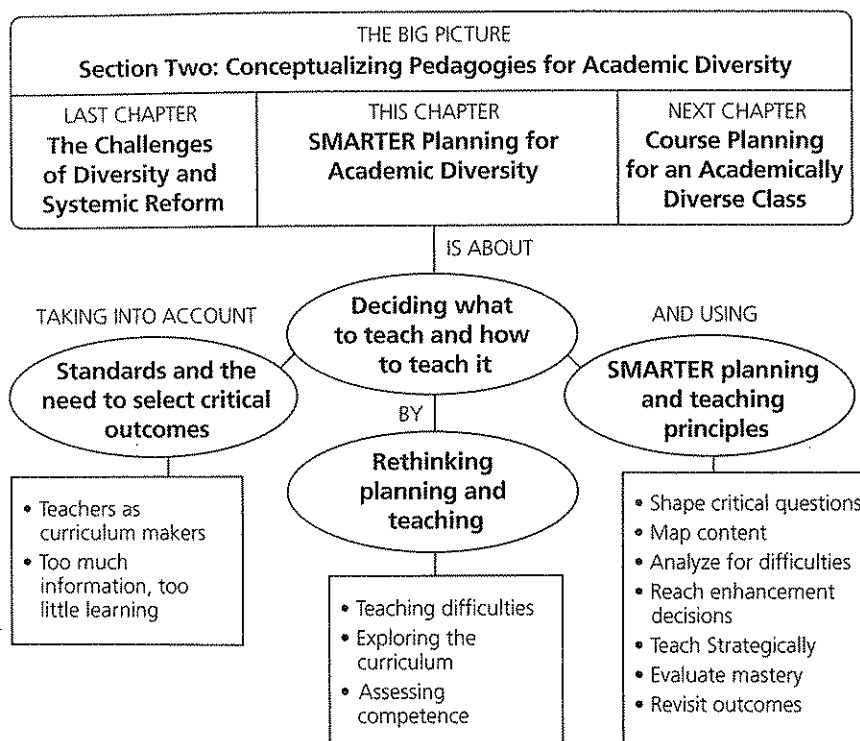 THE BIG PICTURE
Section Two: Conceptualizing Pedagogies for Academic Diversity
LAST CHAPTER
The Challenges
of Diversity and
Systemic Reform
THIS CHAPTER
SMARTER Planning for
Academic Diversity
NEXT CHAPTER
Course Planning
for an Academically
Diverse Class
IS ABOUT
Deciding what
to teach and how
to teach it
TAKING INTO ACCOUNT
Standards and the
need to select critical
outcomes
• Teachers as
curriculum makers
• Too much
information, too
little learning
BY
Rethinking
planning and
teaching
• Teaching difficulties
• Exploring the
curriculum
• Assessing
competence
AND USING
SMARTER planning
and teaching
principles
• Shape critical questions
• Map content
• Analyze for difficulties
• Reach enhancement
decisions
• Teach Strategically
• Evaluate mastery
• Revisit outcomes